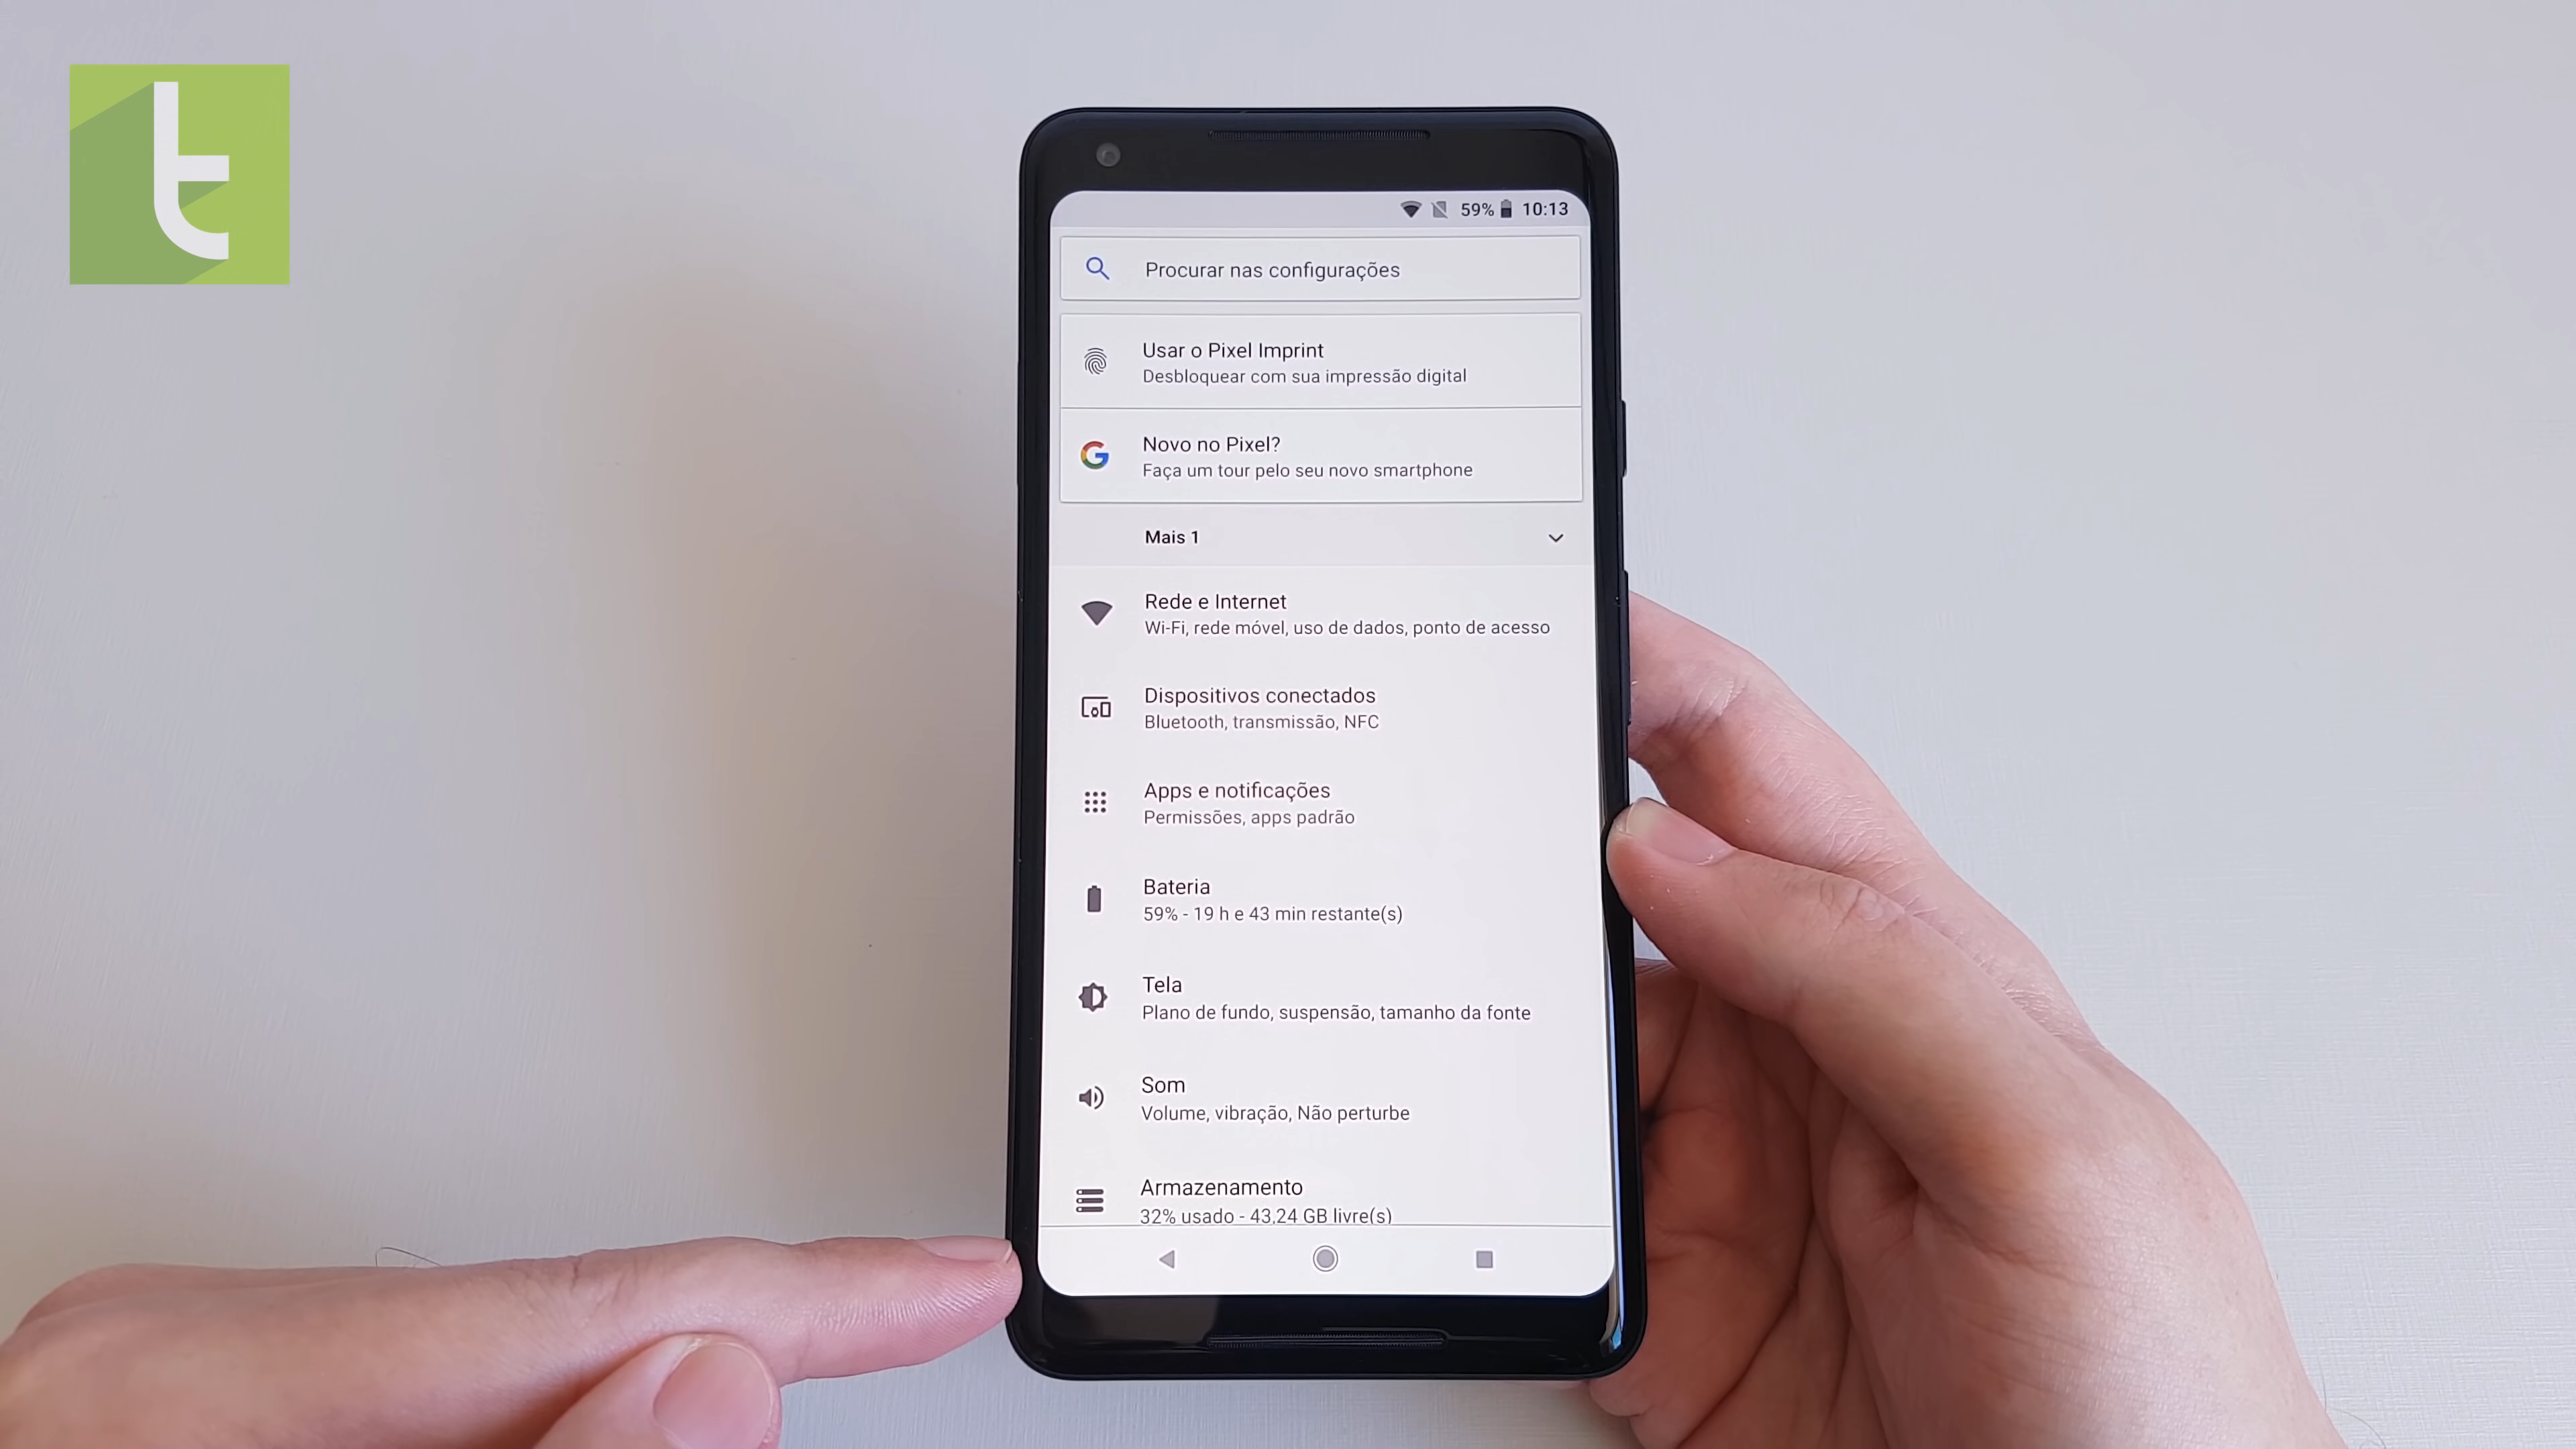 t
59% 10:13
Procurar nas configurações
Usar o Pixel Imprint
Desbloquear com sua impressão digital
Novo no Pixel?
Faça um tour pelo seu novo smartphone
Mais 1
Rede e Internet
Wi-Fi, rede móvel, uso de dados, ponto de acesso
Dispositivos conectados
Bluetooth, transmissão, NFC
Apps e notificações
Permissões, apps padrão
Bateria
59% - 19 h e 43 min restante(s)
Tela
Plano de fundo, suspensão, tamanho da fonte
Som
Volume, vibração, Não perturbe
Armazenamento
32% usado - 43,24 GB livre(s)